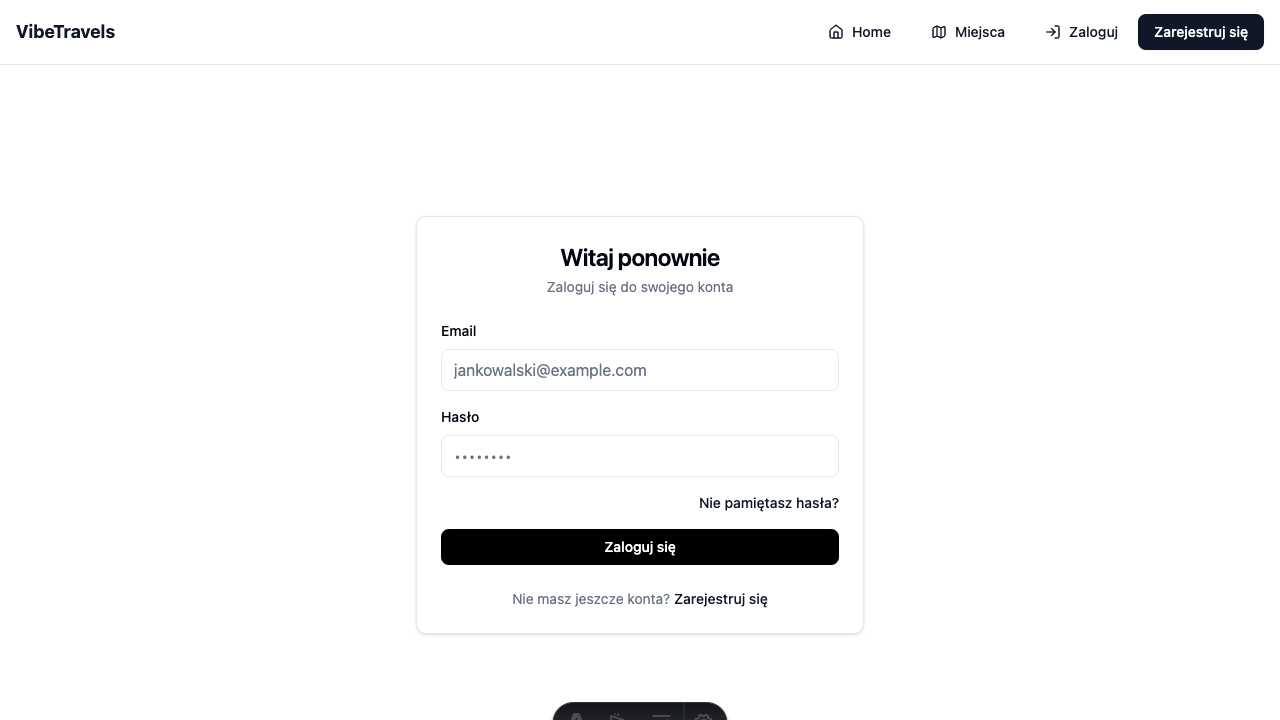 VibeTravels
Home
Miejsca
Zaloguj
Zarejestruj się
Witaj ponownie
Zaloguj się do swojego konta
Email
jankowalski@example.com
Hasło
••••••••
Nie pamiętasz hasła?
Zaloguj się
Nie masz jeszcze konta? Zarejestruj się